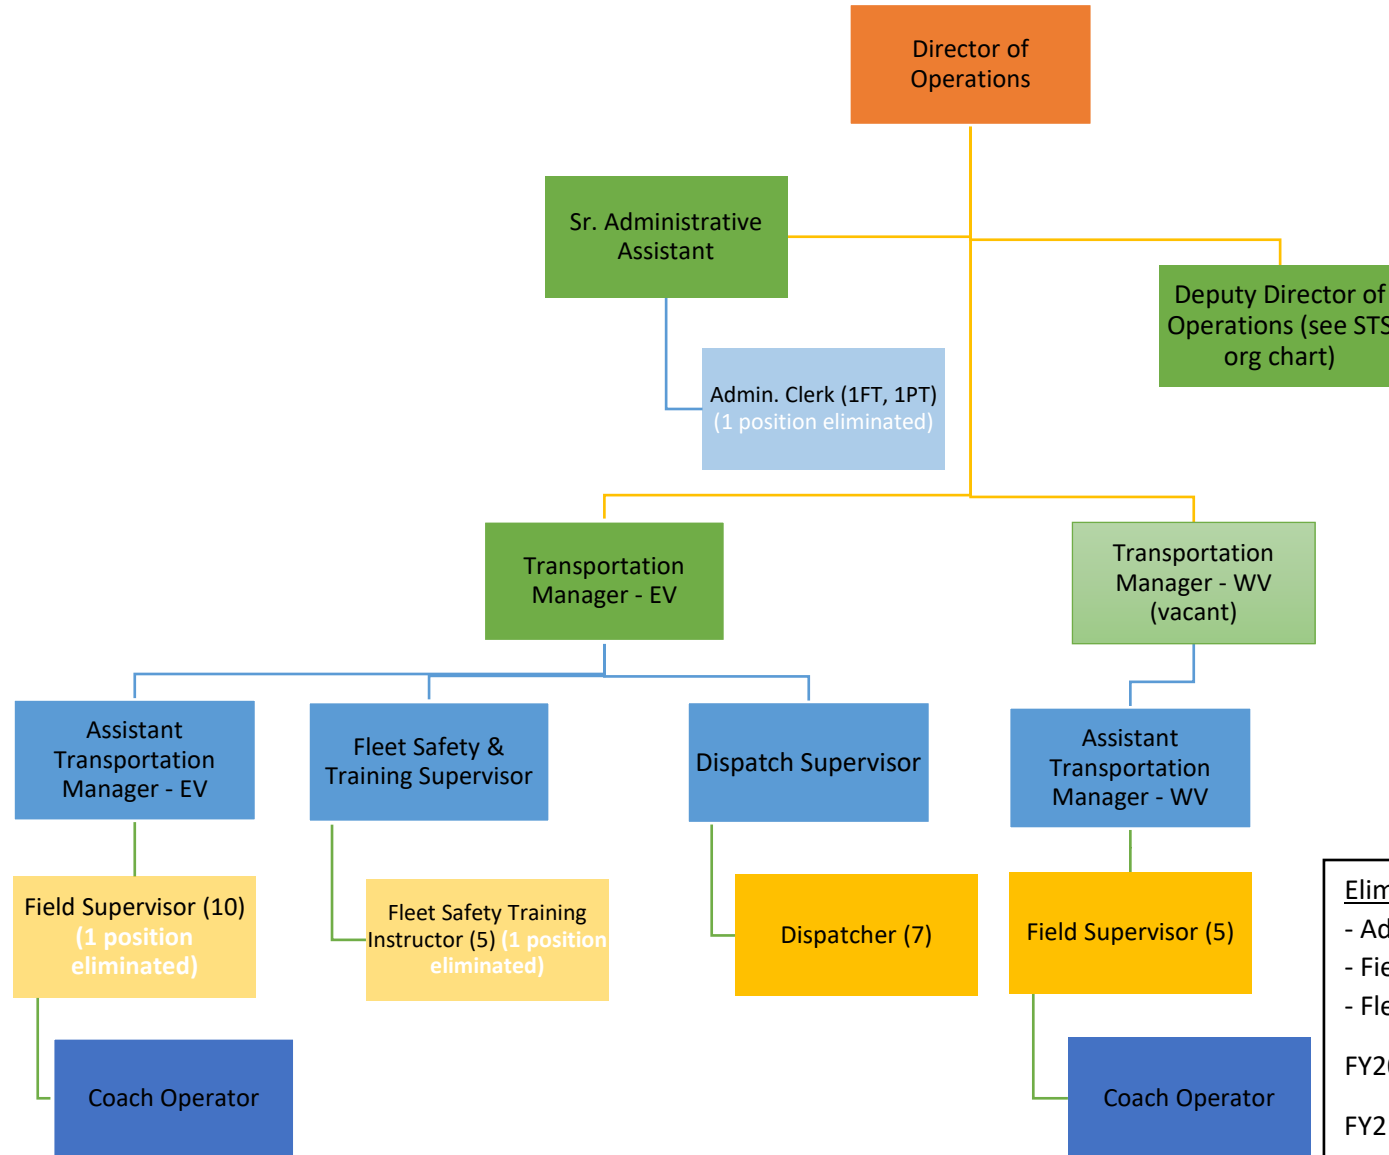 Director of
Operations
Sr. Administrative
Assistant
Deputy Director of
Operations (see STS
org chart)
Admin. Clerk (1FT, 1PT)
(1 position eliminated)
Transportation
Manager - EV
Transportation
Manager - WV
(vacant)
Assistant
Transportation
Manager - EV
Fleet Safety &
Training Supervisor
Dispatch Supervisor
Assistant
Transportation
Manager - WV
Field Supervisor (10)
(1 position
eliminated)
Fleet Safety Training
Instructor (5) (1 position
eliminated)
Dispatcher (7)
Field Supervisor (5)
Coach Operator
Coach Operator